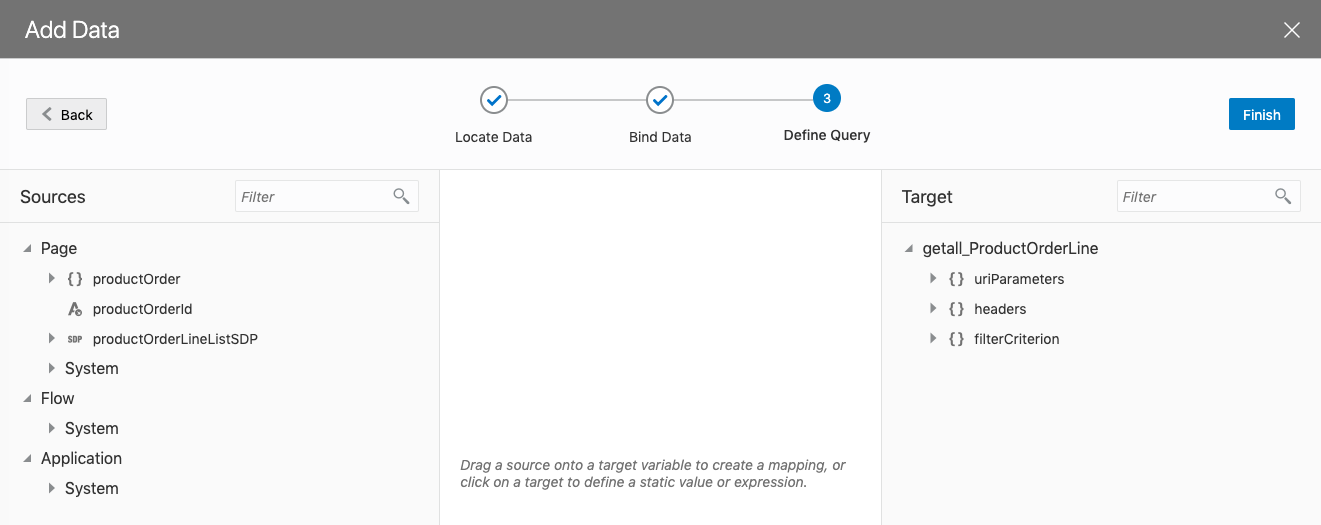 Add Data
Back
Locate Data
Bind Data
3
Define Query
Finish
Sources
Filter
Page
{ } productOrder
productOrderId
SDP productOrderLineListSDP
System
Flow
System
Application
System
Drag a source onto a target variable to create a mapping, or
click on a target to define a static value or expression.
Target
Filter
getall_ProductOrderLine
{ } uriParameters
{ } headers
{ } filterCriterion